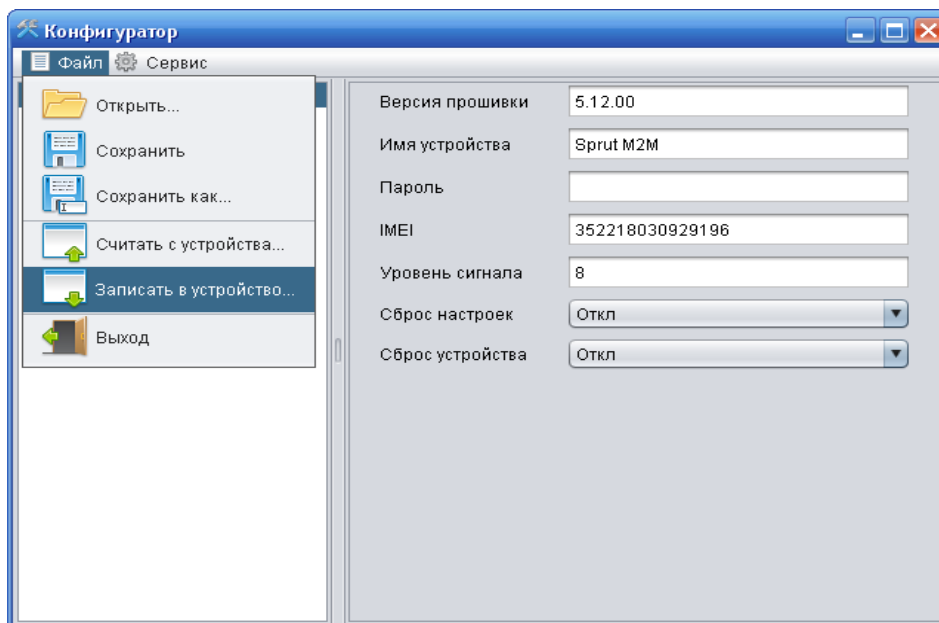 Конфигуратор
Файл Сервис
Открыть...
Сохранить
Сохранить как...
Считать с устройства...
Записать в устройство...
Выход
Версия прошивки 5.12.00
Имя устройства Sprut M2M
Пароль
IMEI 352218030929196
Уровень сигнала 8
Сброс настроек Откл
Сброс устройства Откл